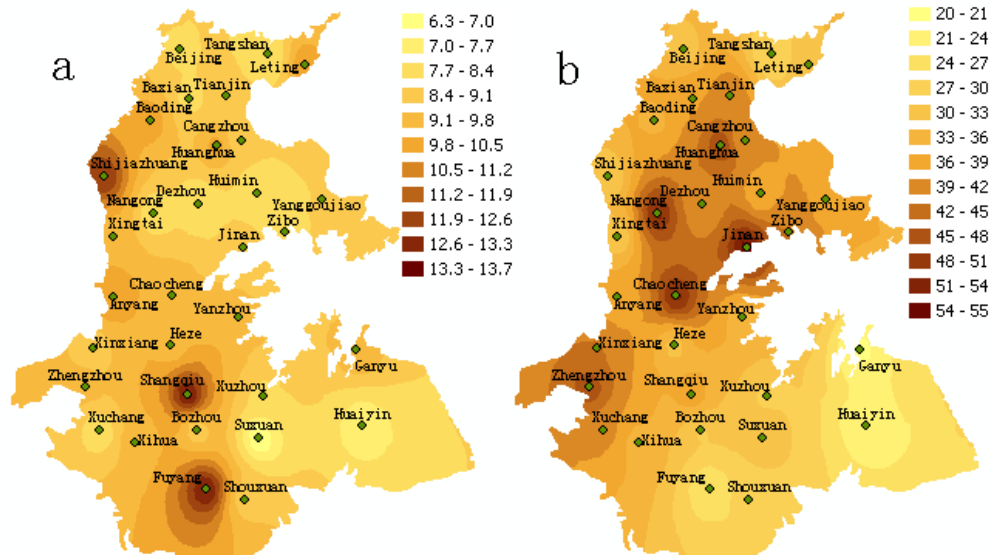 a
Tangshan
Beijing
Leting
Baxian Tianjin
Baoding
Cangzhou
Huanghua
Shijiazhuang
Dezhou Huimin
Nangong
Yanggoujiao
Xingtai
Zibo
Jinan
Chaocheng
Anyang
Yanzhou
Xinxiang
Heze
Ganyu
Zhengzhou
Shangqiu
Xuzhou
Xuchang
Bozhou
Suxuan
Huaiyin
Xihua
Fuyang
Shouxuan
6.3 - 7.0
7.0 - 7.7
7.7 - 8.4
8.4 - 9.1
9.1 - 9.8
9.8 - 10.5
10.5 - 11.2
11.2 - 11.9
11.9 - 12.6
12.6 - 13.3
13.3 - 13.7
b
Tangshan
Beijing
Leting
Baxian Tianjin
Baoding
Cangzhou
Huanghua
Shijiazhuang
Dezhou Huimin
Nangong
Yanggoujiao
Xingtai
Zibo
Jinan
Chaocheng
Anyang
Yanzhou
Xinxiang
Heze
Ganyu
Zhengzhou
Shangqiu
Xuzhou
Xuchang
Bozhou
Suxuan
Huaiyin
Xihua
Fuyang
Shouxuan
20 - 21
21 - 24
24 - 27
27 - 30
30 - 33
33 - 36
36 - 39
39 - 42
42 - 45
45 - 48
48 - 51
51 - 54
54 - 55